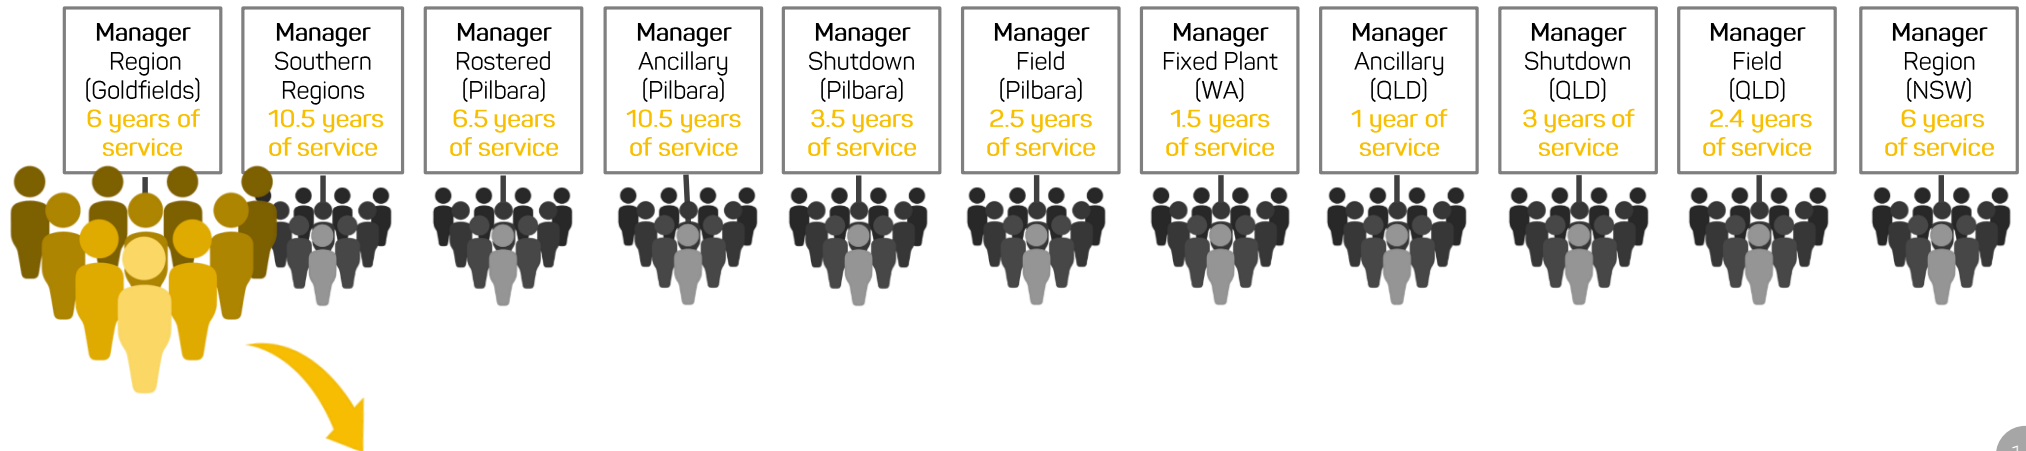 Manager
Region
(Goldfields)
6 years of
service
Manager
Southern
Regions
10.5 years
of service
Manager
Rostered
(Pilbara)
6.5 years
of service
Manager
Ancillary
(Pilbara)
10.5 years
of service
Manager
Shutdown
(Pilbara)
3.5 years
of service
Manager
Field
(Pilbara)
2.5 years
of service
Manager
Fixed Plant
(WA)
1.5 years
of service
Manager
Ancillary
(QLD)
1 year of
service
Manager
Shutdown
(QLD)
3 years of
service
Manager
Field
(QLD)
2.4 years
of service
Manager
Region
(NSW)
6 years
of service